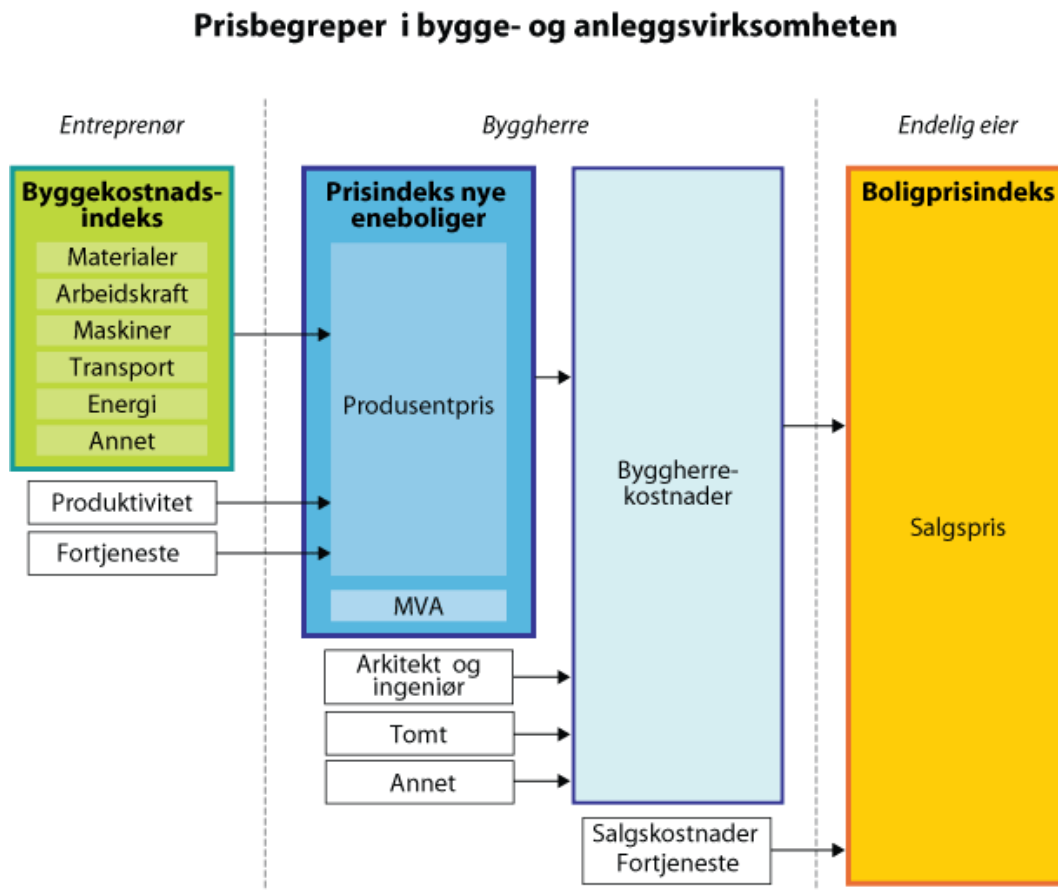 Prisbegreper i bygge- og anleggsvirksomheten
Entreprenør
Byggherre
Endelig eier
Byggekostnads-
indeks
Materialer
Arbeidskraft
Maskiner
Transport
Energi
Annet
Produktivitet
Fortjeneste
Prisindeks nye
eneboliger
Produsentpris
MVA
Arkitekt og
ingeniør
Tomt
Annet
Byggherre-
kostnader
Salgskostnader
Fortjeneste
Boligprisindeks
Salgspris